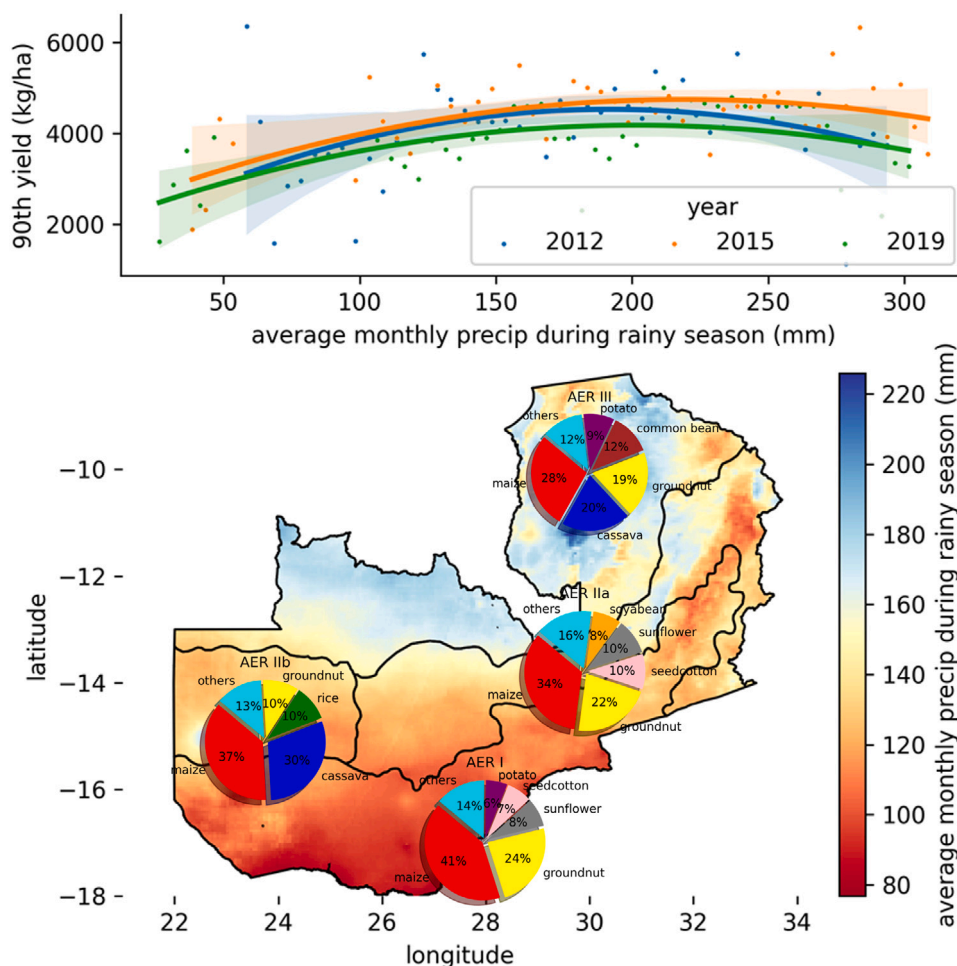 90th yield (kg/ha)
6000
4000
2000
year
2012 2015 2019
50 100 150 200 250 300
average monthly precip during rainy season (mm)
latitude
−10
−12
−14
−16
−18
AER III
others potato common bean
12% 9% 12%
maize 28% 19% groundnut
20%
cassava
AER IIa
others soyabean sunflower
16% 8% 10%
10% seedcotton
maize 34% 22%
groundnut
AER IIb
others groundnut rice
13% 10% 10%
37% 30%
maize cassava
AER I
others potato seedcotton sunflower
14% 6% 7% 8%
41% 24%
maize groundnut
22 24 26 28 30 32 34
longitude
220
200
180
160
140
120
100
80
average monthly precip during rainy season (mm)